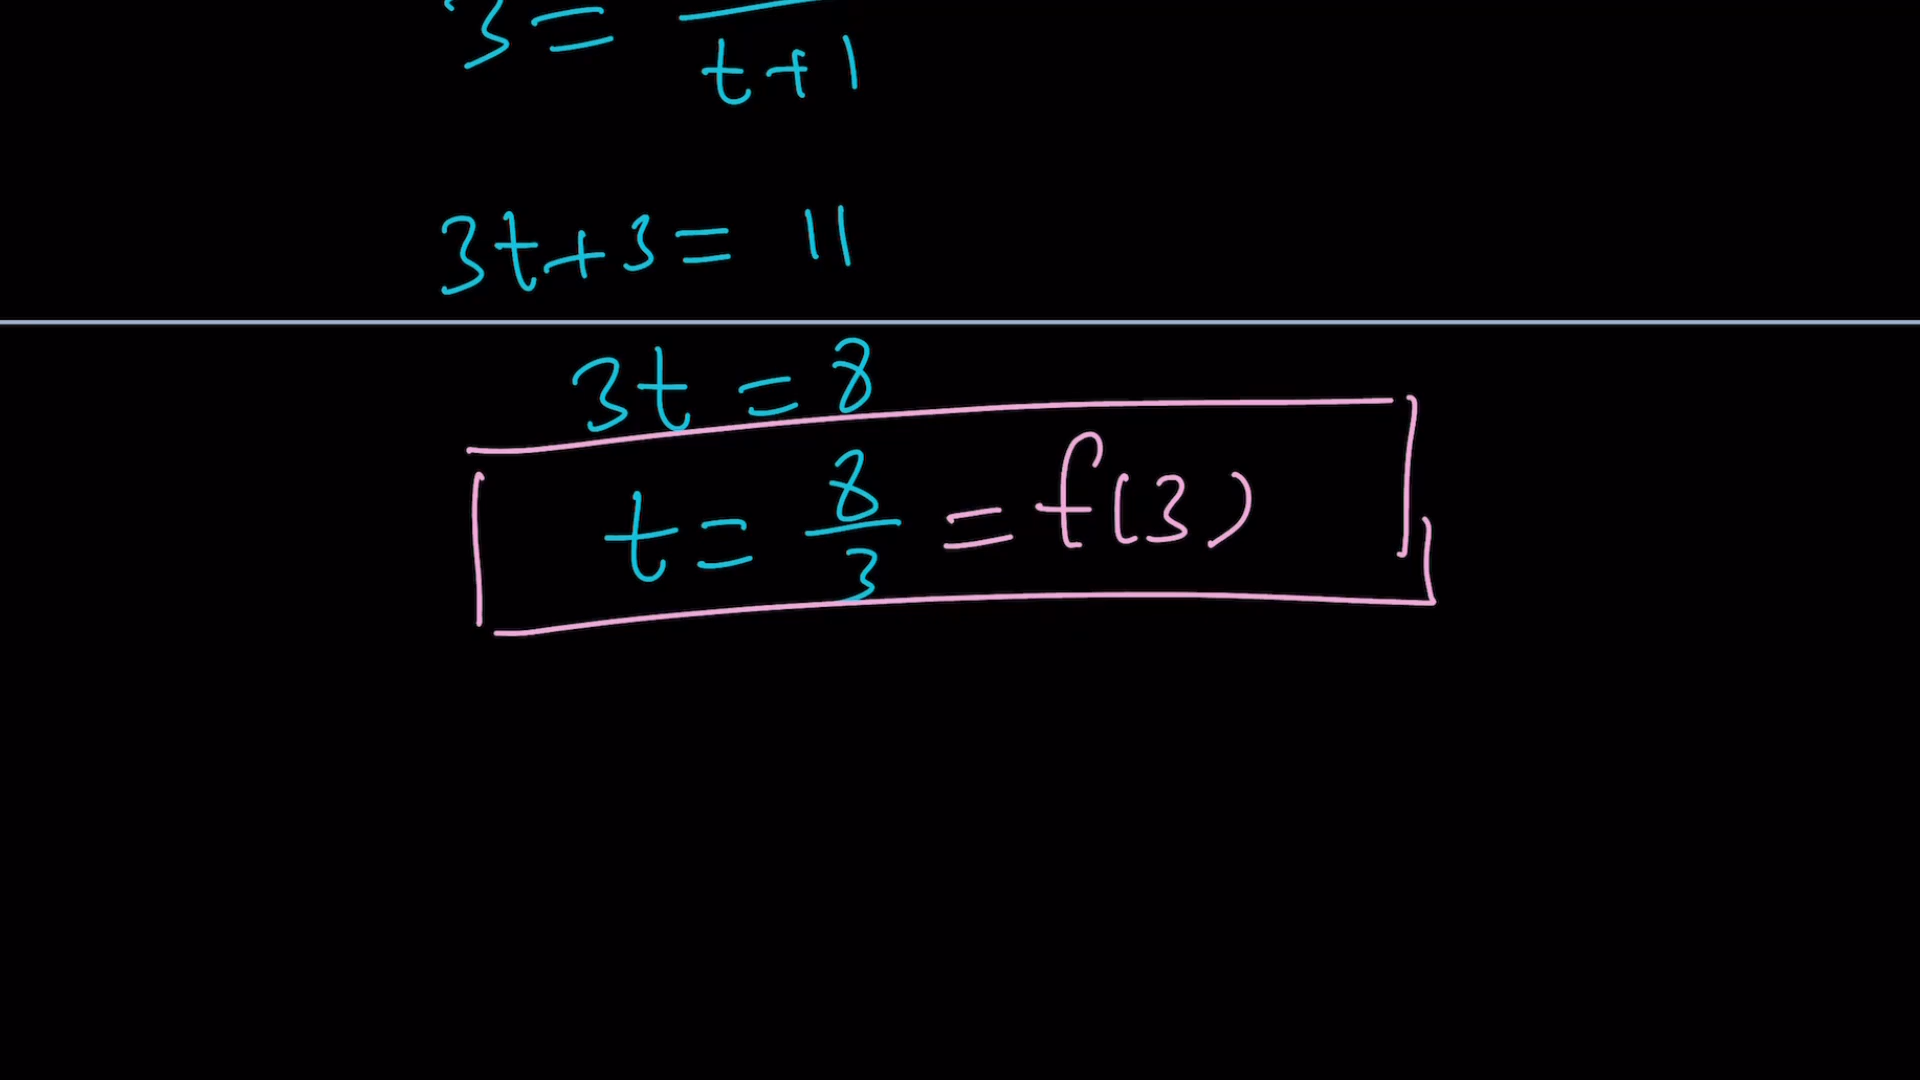 3 = 
t+1
3t+3 = 11
3t = 8
t = 8/3 = f(3)